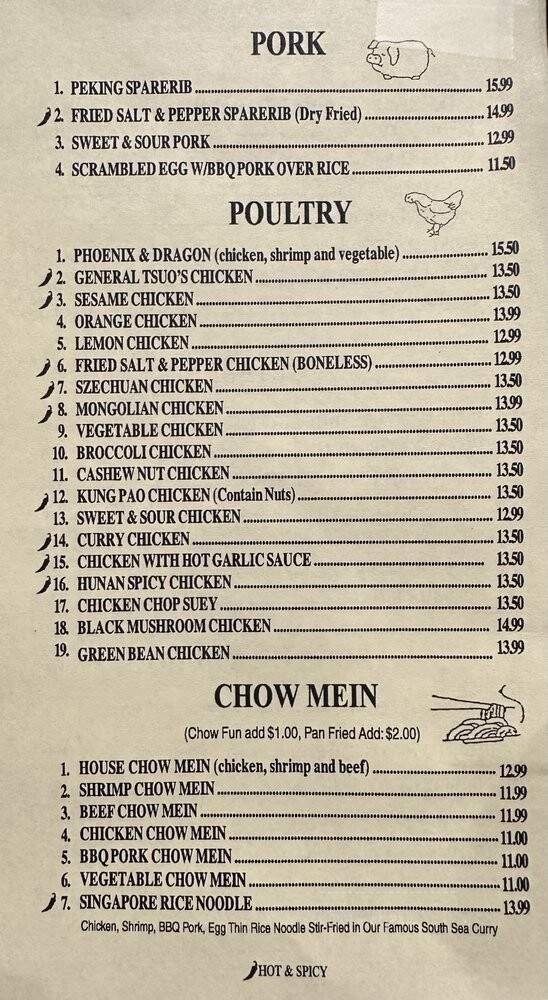 PORK
1. PEKING SPARERIB 15.99
2. FRIED SALT & PEPPER SPARERIB (Dry Fried) 14.99
3. SWEET & SOUR PORK 12.99
4. SCRAMBLED EGG W/BBQ PORK OVER RICE 11.50
POULTRY
1. PHOENIX & DRAGON (chicken, shrimp and vegetable) 15.50
2. GENERAL TSUO'S CHICKEN 13.50
3. SESAME CHICKEN 13.50
4. ORANGE CHICKEN 13.99
5. LEMON CHICKEN 12.99
6. FRIED SALT & PEPPER CHICKEN (BONELESS) 12.99
7. SZECHUAN CHICKEN 13.50
8. MONGOLIAN CHICKEN 13.99
9. VEGETABLE CHICKEN 13.50
10. BROCCOLI CHICKEN 13.50
11. CASHEW NUT CHICKEN 13.50
12. KUNG PAO CHICKEN (Contain Nuts) 13.50
13. SWEET & SOUR CHICKEN 12.99
14. CURRY CHICKEN 13.50
15. CHICKEN WITH HOT GARLIC SAUCE 13.50
16. HUNAN SPICY CHICKEN 13.50
17. CHICKEN CHOP SUEY 13.50
18. BLACK MUSHROOM CHICKEN 14.99
19. GREEN BEAN CHICKEN 13.99
CHOW MEIN
(Chow Fun add $1.00, Pan Fried Add: $2.00)
1. HOUSE CHOW MEIN (chicken, shrimp and beef) 12.99
2. SHRIMP CHOW MEIN 11.99
3. BEEF CHOW MEIN 11.99
4. CHICKEN CHOW MEIN 11.00
5. BBQ PORK CHOW MEIN 11.00
6. VEGETABLE CHOW MEIN 11.00
7. SINGAPORE RICE NOODLE 13.99
Chicken, Shrimp, BBQ Pork, Egg Thin Rice Noodle Stir-Fried in Our Famous South Sea Curry
HOT & SPICY